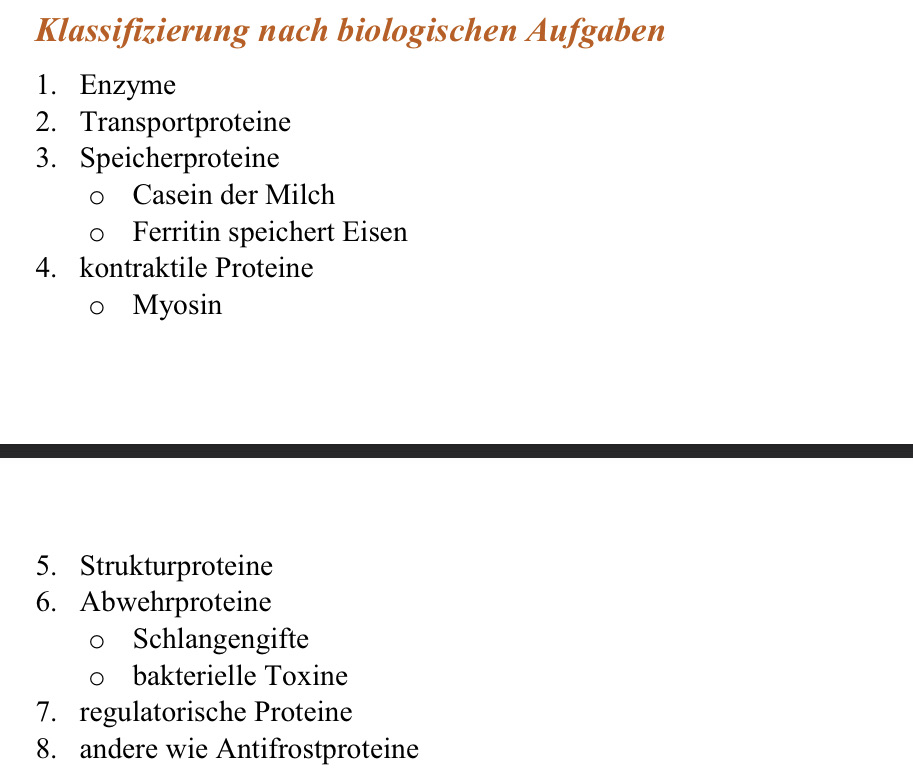 Klassifizierung nach biologischen Aufgaben
1. Enzyme
2. Transportproteine
3. Speicherproteine
o Casein der Milch
o Ferritin speichert Eisen
4. kontraktile Proteine
o Myosin
5. Strukturproteine
6. Abwehrproteine
o Schlangengifte
o bakterielle Toxine
7. regulatorische Proteine
8. andere wie Antifrostproteine